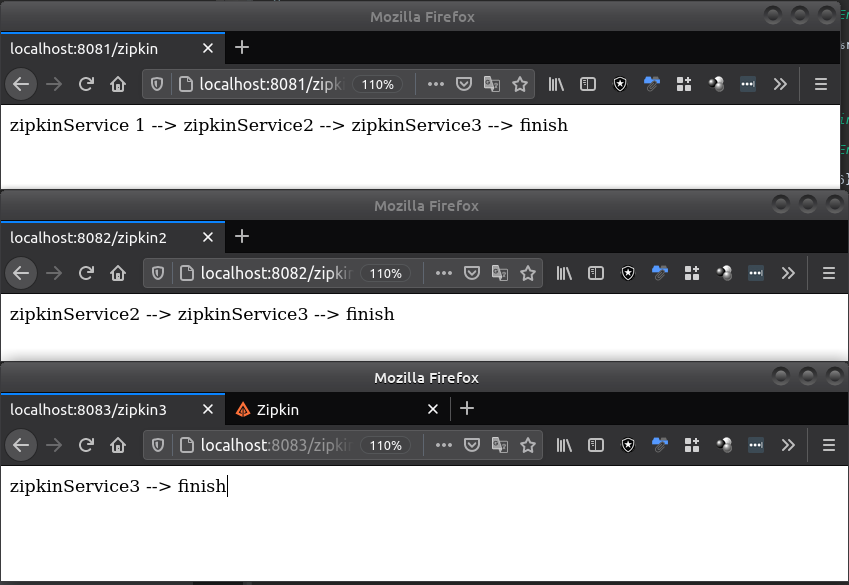 Mozilla Firefox
localhost:8081/zipkin
localhost:8081/zipk
110%
zipkinService 1 --> zipkinService2 --> zipkinService3 --> finish
Mozilla Firefox
localhost:8082/zipkin2
localhost:8082/zipki
110%
zipkinService2 --> zipkinService3 --> finish
Mozilla Firefox
localhost:8083/zipkin3 Zipkin
localhost:8083/zipki
110%
zipkinService3 --> finish